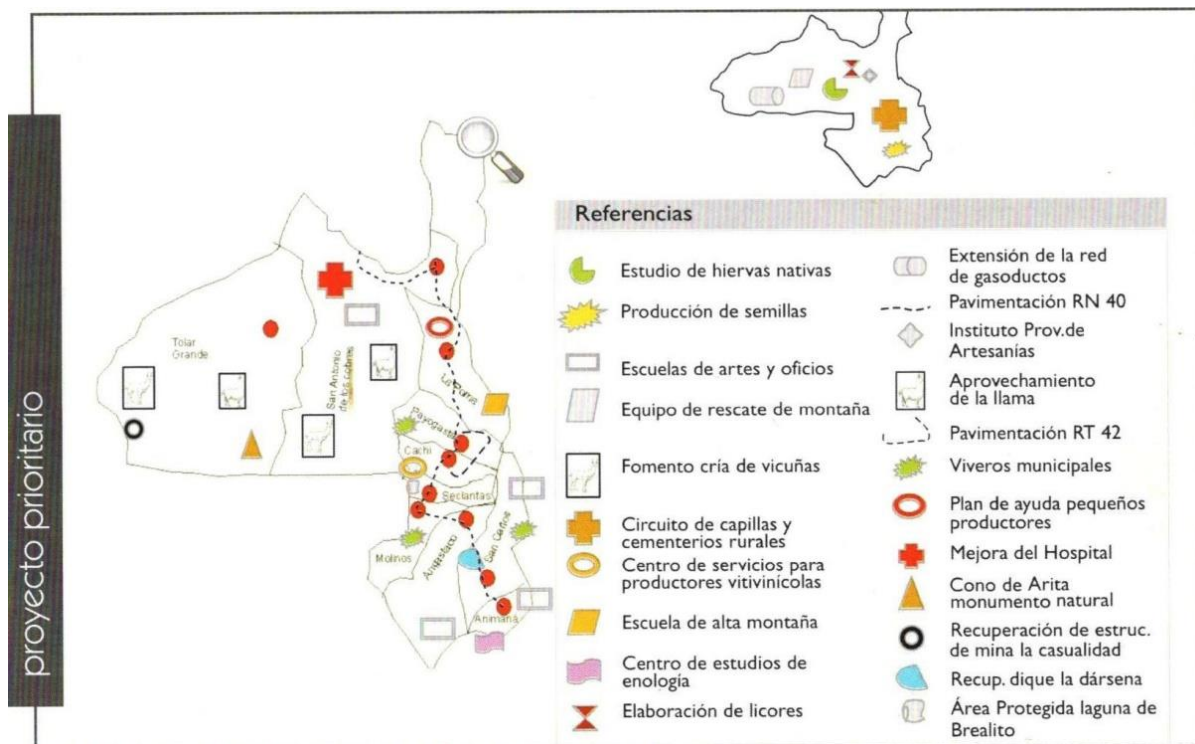 proyecto prioritario
Tolar
Grande
San Antonio
de los cobres
La Poma
Payogasta
Cachi
Seclantas
Molinos
Angastaco
San Carlos
Animaná
Referencias
Estudio de hiervas nativas
Producción de semillas
Escuelas de artes y oficios
Equipo de rescate de montaña
Fomento cría de vicuñas
Circuito de capillas y
cementerios rurales
Centro de servicios para
productores vitivinícolas
Escuela de alta montaña
Centro de estudios de
enología
Elaboración de licores
Extensión de la red
de gasoductos
Pavimentación RN 40
Instituto Prov.de
Artesanías
Aprovechamiento
de la llama
Pavimentación RT 42
Viveros municipales
Plan de ayuda pequeños
productores
Mejora del Hospital
Cono de Arita
monumento natural
Recuperación de estruc.
de mina la casualidad
Recup. dique la dársena
Área Protegida laguna de
Brealito